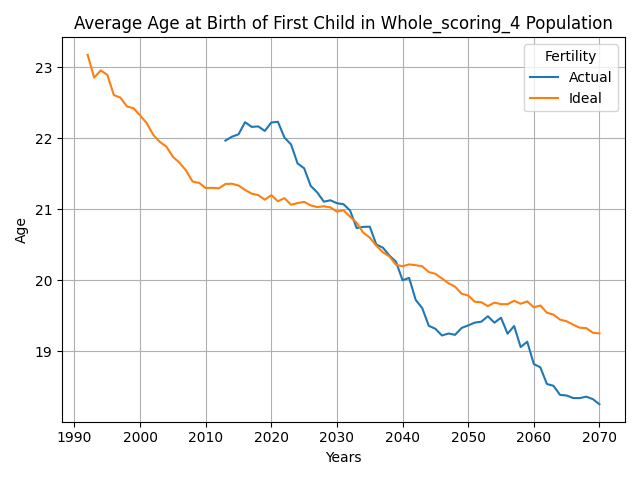 Average Age at Birth of First Child in Whole_scoring_4 Population
Fertility
Actual
Ideal
Age
23
22
21
20
19
1990 2000 2010 2020 2030 2040 2050 2060 2070
Years